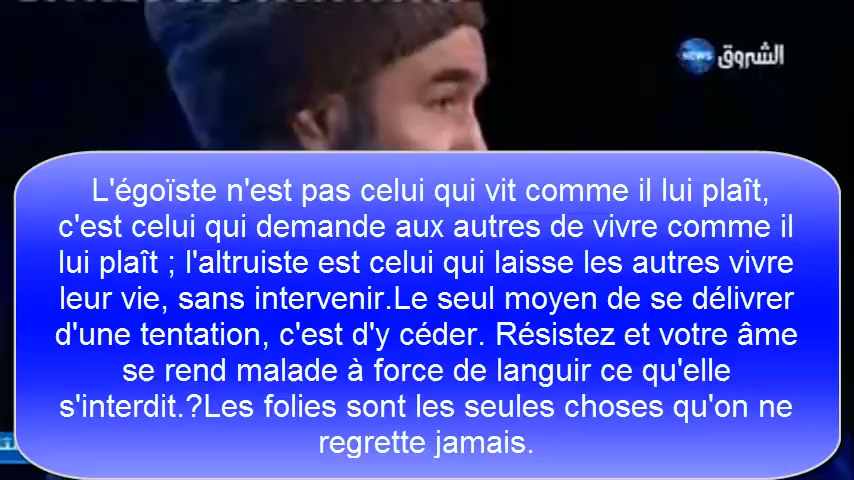 NEWS الشروق
L'égoïste n'est pas celui qui vit comme il lui plaît,
c'est celui qui demande aux autres de vivre comme il
lui plaît ; l'altruiste est celui qui laisse les autres vivre
leur vie, sans intervenir.Le seul moyen de se délivrer
d'une tentation, c'est d'y céder. Résistez et votre âme
se rend malade à force de languir ce qu'elle
s'interdit.?Les folies sont les seules choses qu'on ne
regrette jamais.